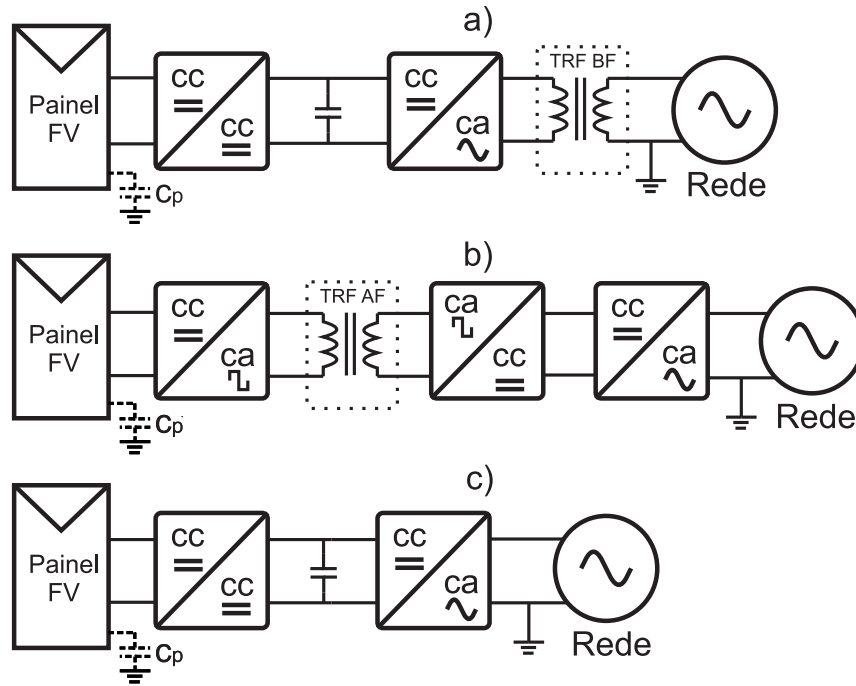 a)
Painel
FV
cc
cc
cc
ca
TRF BF
Rede
Cp
b)
Painel
FV
cc
ca
TRF AF
ca
cc
cc
ca
Rede
Cp
c)
Painel
FV
cc
cc
cc
ca
Rede
Cp